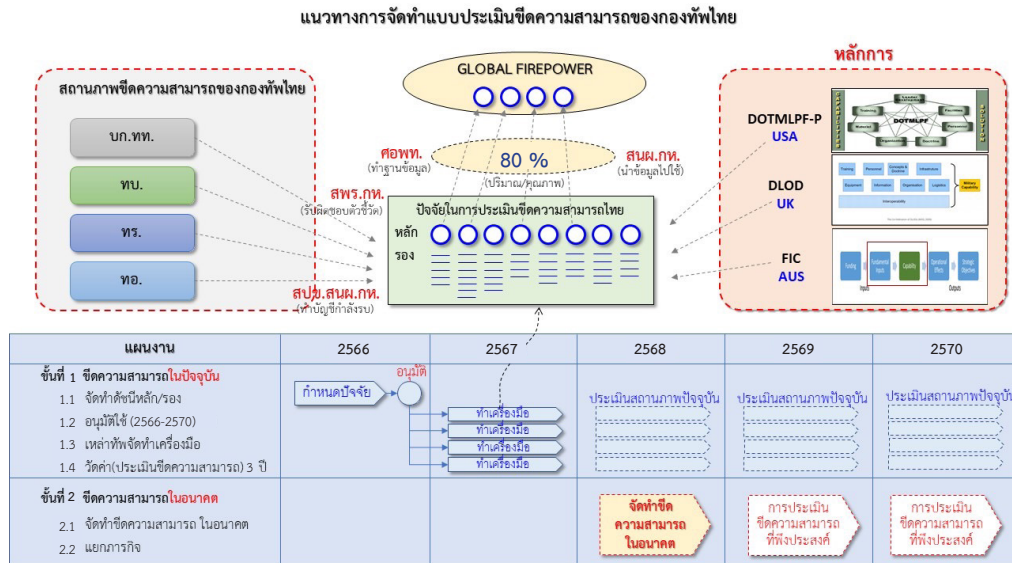 แนวทางการจัดทำแบบประเมินขีดความสามารถของกองทัพไทย
สถานภาพขีดความสามารถของกองทัพไทย
บก.ทท.
ทบ.
ทร.
ทอ.
GLOBAL FIREPOWER
ศอพท.
(ทำฐานข้อมูล)
80 %
(ปริมาณ/คุณภาพ)
สนผ.กห.
(นำข้อมูลไปใช้)
สพร.กห.
(รับผิดชอบตัวชี้วัด)
สปข.สนผ.กห.
(ทำบัญชีกำลังรบ)
ปัจจัยในการประเมินขีดความสามารถไทย
หลัก
รอง
หลักการ
DOTMLPF-P
USA
DOTMLPF
Training
DLOD
UK
Training
Personnel
Infrastructure
Equipment
Information
Organisation
Logistics
Military
Capability
Interoperability
FIC
AUS
Funding
Fundamental
Inputs
Capability
Operational
Effects
Strategic
Objectives
Inputs
Outputs
แผนงาน
2566
2567
2568
2569
2570
ขั้นที่ 1 ขีดความสามารถในปัจจุบัน
1.1 จัดทำดัชนีหลัก/รอง
1.2 อนุมัติใช้ (2566-2570)
1.3 เหล่าทัพจัดทำเครื่องมือ
1.4 วัดค่า(ประเมินขีดความสามารถ) 3 ปี
กำหนดปัจจัย
อนุมัติ
ทำเครื่องมือ
ทำเครื่องมือ
ทำเครื่องมือ
ทำเครื่องมือ
ประเมินสถานภาพปัจจุบัน
ประเมินสถานภาพปัจจุบัน
ประเมินสถานภาพปัจจุบัน
ขั้นที่ 2 ขีดความสามารถในอนาคต
2.1 จัดทำขีดความสามารถ ในอนาคต
2.2 แยกภารกิจ
จัดทำขีด
ความสามารถ
ในอนาคต
การประเมิน
ขีดความสามารถ
ที่พึงประสงค์
การประเมิน
ขีดความสามารถ
ที่พึงประสงค์